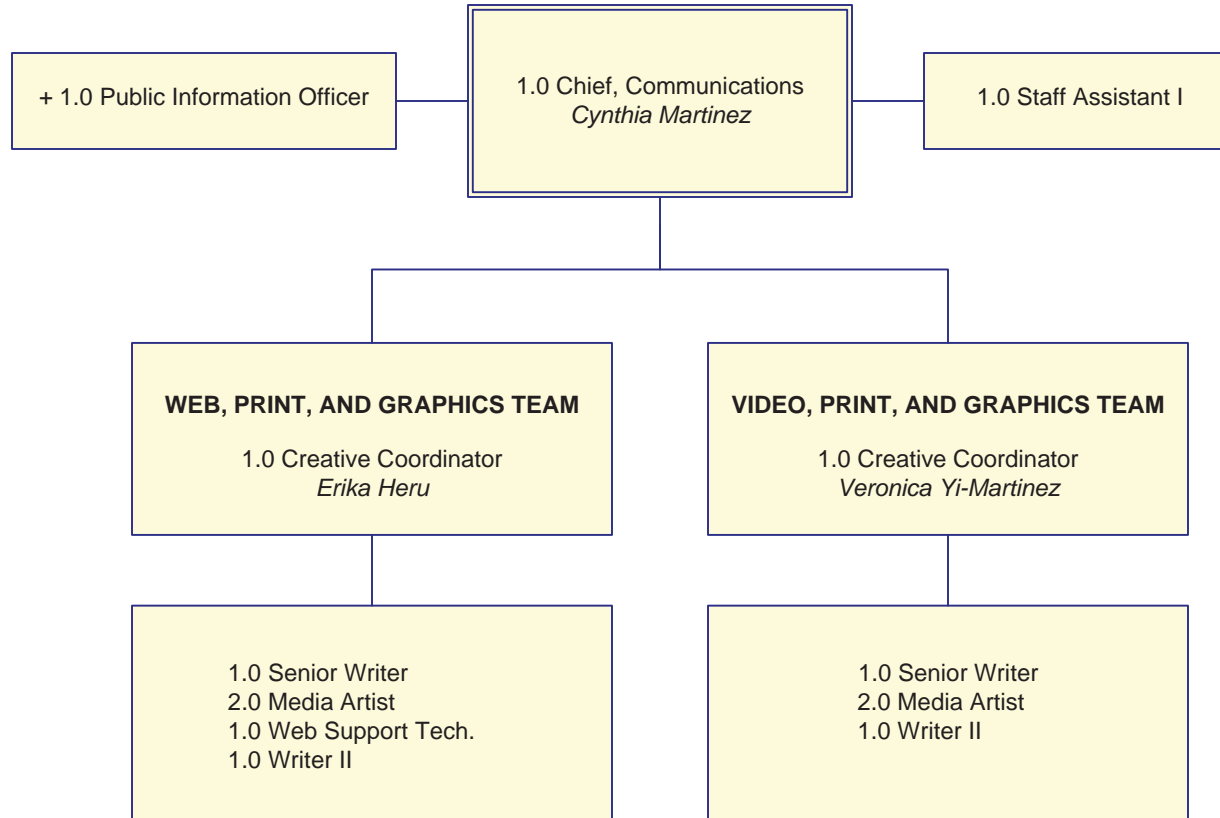 + 1.0 Public Information Officer
1.0 Chief, Communications
Cynthia Martinez
1.0 Staff Assistant I
WEB, PRINT, AND GRAPHICS TEAM
1.0 Creative Coordinator
Erika Heru
VIDEO, PRINT, AND GRAPHICS TEAM
1.0 Creative Coordinator
Veronica Yi-Martinez
1.0 Senior Writer
2.0 Media Artist
1.0 Web Support Tech.
1.0 Writer II
1.0 Senior Writer
2.0 Media Artist
1.0 Writer II